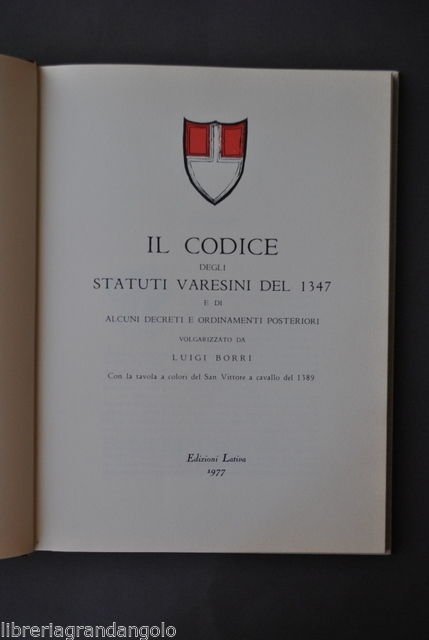 IL CODICE
DEGLI
STATUTI VARESINI DEL 1347
E DI
ALCUNI DECRETI E ORDINAMENTI POSTERIORI
VOLGARIZZATO DA
LUIGI BORRI
Con la tavola a colori del San Vittore a cavallo del 1389
Edizioni Lativa
1977
libreriagrandangolo